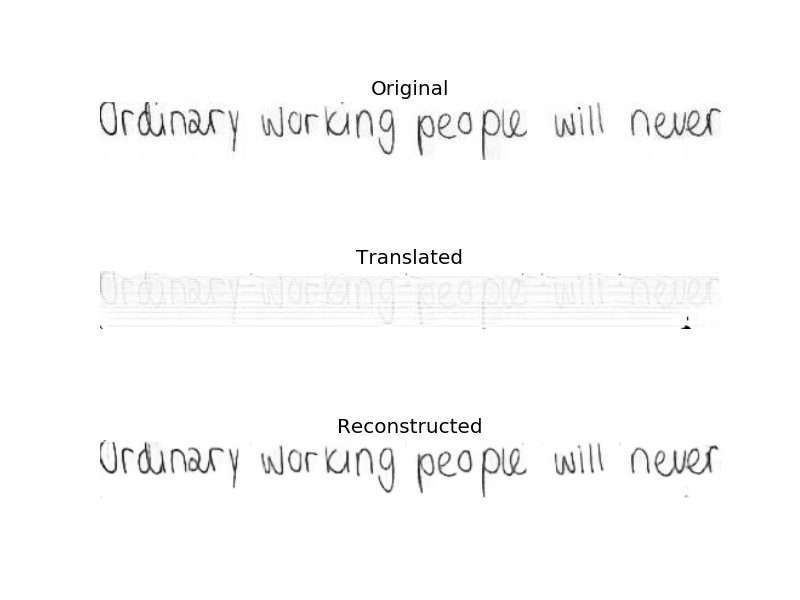 Original
Ordinary working people will never
Translated
Ordinary working people will never
Reconstructed
Ordinary working people will never